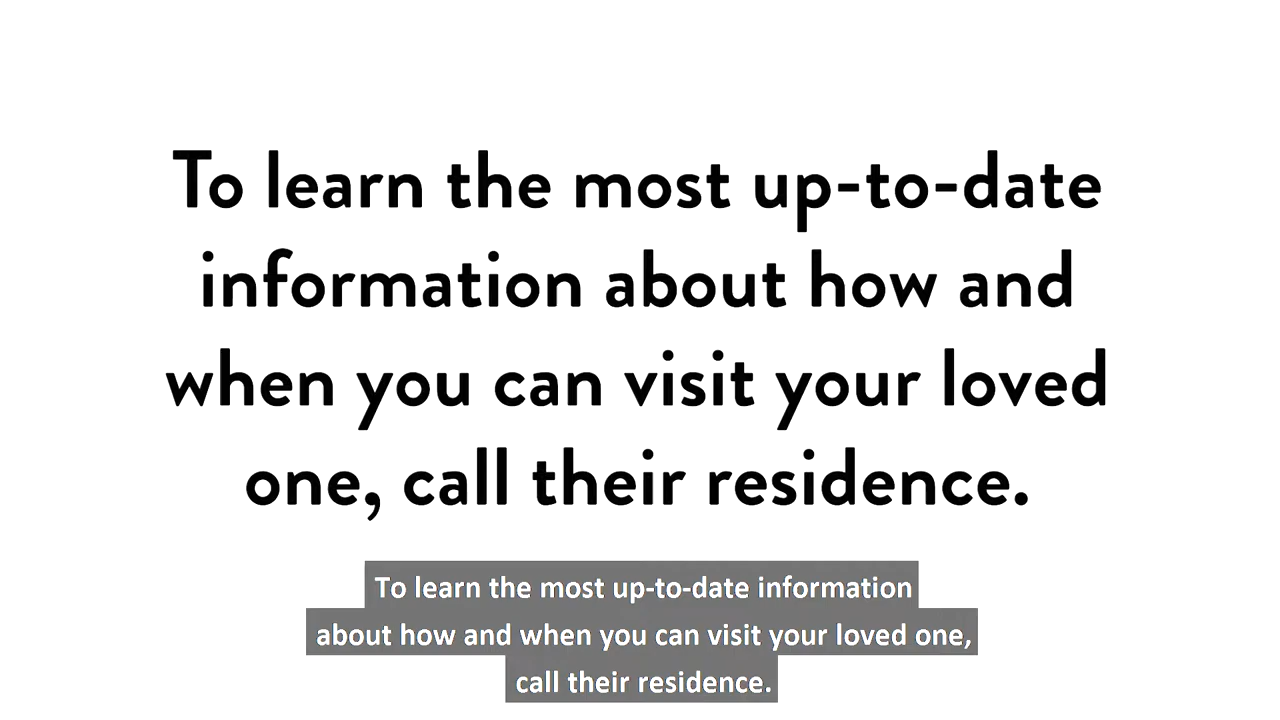 To learn the most up-to-date
information about how and
when you can visit your loved
one, call their residence.
To learn the most up-to-date information
about how and when you can visit your loved one,
call their residence.